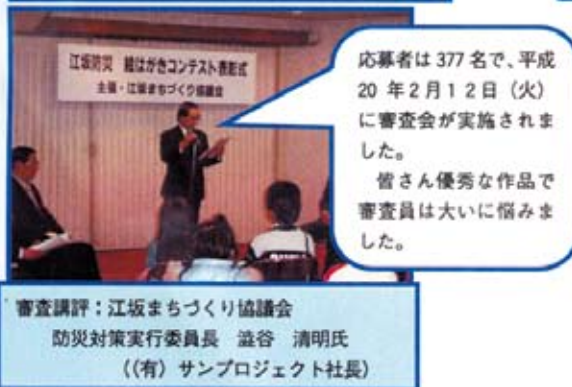 江坂防災 絵はがきコンテスト表彰式
主催・江坂まちづくり協議会
応募者は377名で、平成
20年2月12日（火）
に審査会が実施されま
した。
皆さん優秀な作品で
審査員は大いに悩みま
した。
審査講評：江坂まちづくり協議会
防災対策実行委員長　澁谷　清明氏
（（有）サンプロジェクト社長）